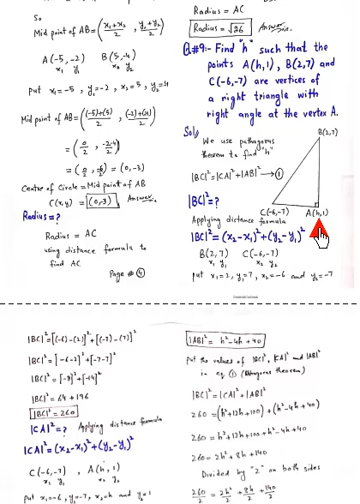 So
Mid point of AB = (x₁+x₂/2 , y₁+y₂/2)
A(-5,-2) B(5,-4)
x₁ y₁ x₂ y₂
Put x₁=-5, y₁=-2, x₂=5, y₂=-4
Mid point of AB = ((-5)+(5)/2 , (-2)+(-4)/2)
= (0/2 , -2-4/2)
= (0/2 , -6/2) = (0,-3)
Center of Circle = Mid point of AB
C(x,y) = (0,-3) Answer.
Radius = ?
Radius = AC
using distance formula to
find AC
Page # 4
Radius = AC
Radius = √26 Answer.
Q.#9:- Find "h" such that the
points A(h,1), B(2,7) and
C(-6,-7) are vertices of
a right triangle with
right angle at the vertex A.
Sol)
We use pathagoras
theorem to find "h"
B(2,7)
|BC|²=|CA|²+|AB|² → ①
|BC|²=?
C(-6,-7) A(h,1)
Applying distance formula
|BC|²=(x₂-x₁)²+(y₂-y₁)²
B(2,7) C(-6,-7)
x₁ y₁ x₂ y₂
put x₁=2, y₁=7, x₂=-6 and y₂=-7
|BC|²=[(-6)-(2)]²+[(-7)-(7)]²
|BC|²=[-6-2]²+[-7-7]²
|BC|²=[-8]²+[-14]²
|BC|²= 64 + 196
|BC|²=260
|CA|²=? Applying distance formula
|CA|²=(x₂-x₁)²+(y₂-y₁)²
C(-6,-7), A(h,1)
x₁ y₁ x₂ y₂
put x₁=-6, y₁=-7, x₂=h and y₂=1
|AB|²= h²-4h+40
put the values of |BC|², |CA|² and |AB|²
in eq ① (Pathagoras theorem)
|BC|²=|CA|²+|AB|²
260=(h²+12h+100)+(h²-4h+40)
260= h²+12h+100+h²-4h+40
260=2h²+8h+140
Divided by "2" on both sides
260/2 = 2h²/2 + 8h/2 + 140/2